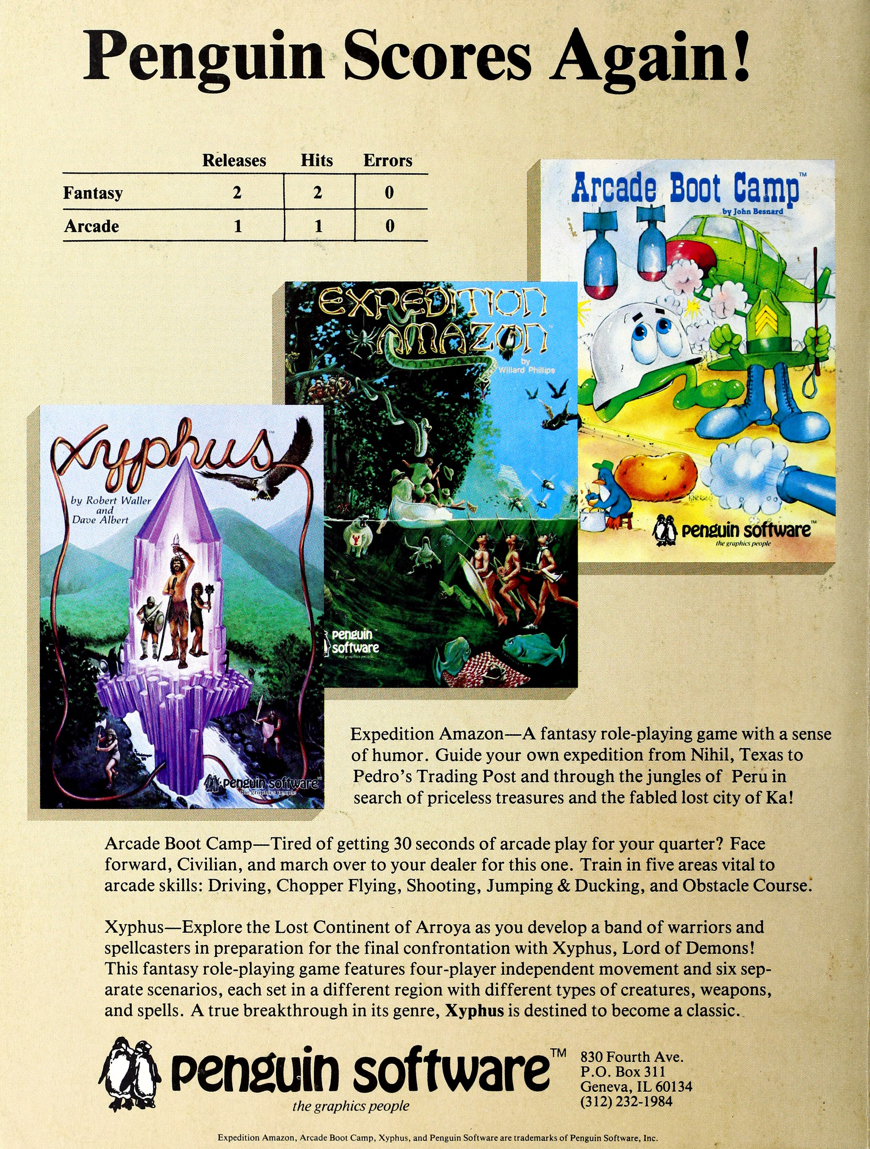 Penguin Scores Again!
Releases Hits Errors
Fantasy 2 2 0
Arcade 1 1 0
Arcade Boot Camp™
by John Besnard
penguin software™
the graphics people
EXPEDITION
AMAZON™
by
Willard Phillips
penguin
software
the graphics people
xyphus™
by Robert Waller
and
Dave Albert
penguin software™
the graphics people
Expedition Amazon—A fantasy role-playing game with a sense
of humor. Guide your own expedition from Nihil, Texas to
Pedro's Trading Post and through the jungles of Peru in
search of priceless treasures and the fabled lost city of Ka!
Arcade Boot Camp—Tired of getting 30 seconds of arcade play for your quarter? Face
forward, Civilian, and march over to your dealer for this one. Train in five areas vital to
arcade skills: Driving, Chopper Flying, Shooting, Jumping & Ducking, and Obstacle Course.
Xyphus—Explore the Lost Continent of Arroya as you develop a band of warriors and
spellcasters in preparation for the final confrontation with Xyphus, Lord of Demons!
This fantasy role-playing game features four-player independent movement and six sep-
arate scenarios, each set in a different region with different types of creatures, weapons,
and spells. A true breakthrough in its genre, Xyphus is destined to become a classic.
penguin software™
the graphics people
830 Fourth Ave.
P.O. Box 311
Geneva, IL 60134
(312) 232-1984
Expedition Amazon, Arcade Boot Camp, Xyphus, and Penguin Software are trademarks of Penguin Software, Inc.